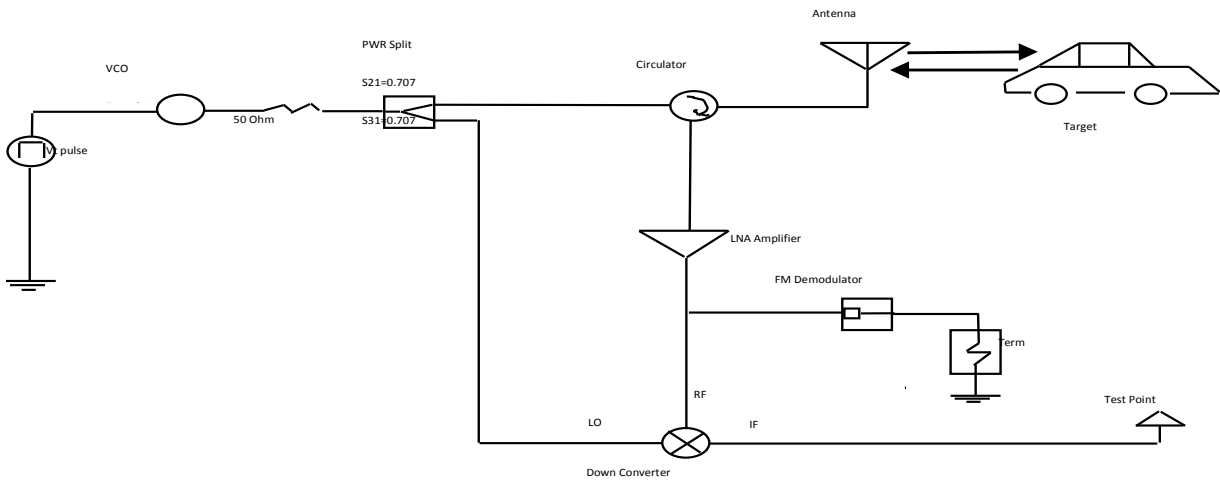 Antenna
PWR Split
Circulator
VCO
S21=0.707
50 Ohm
S31=0.707
Target
Vt pulse
LNA Amplifier
FM Demodulator
Term
RF
Test Point
LO
IF
Down Converter